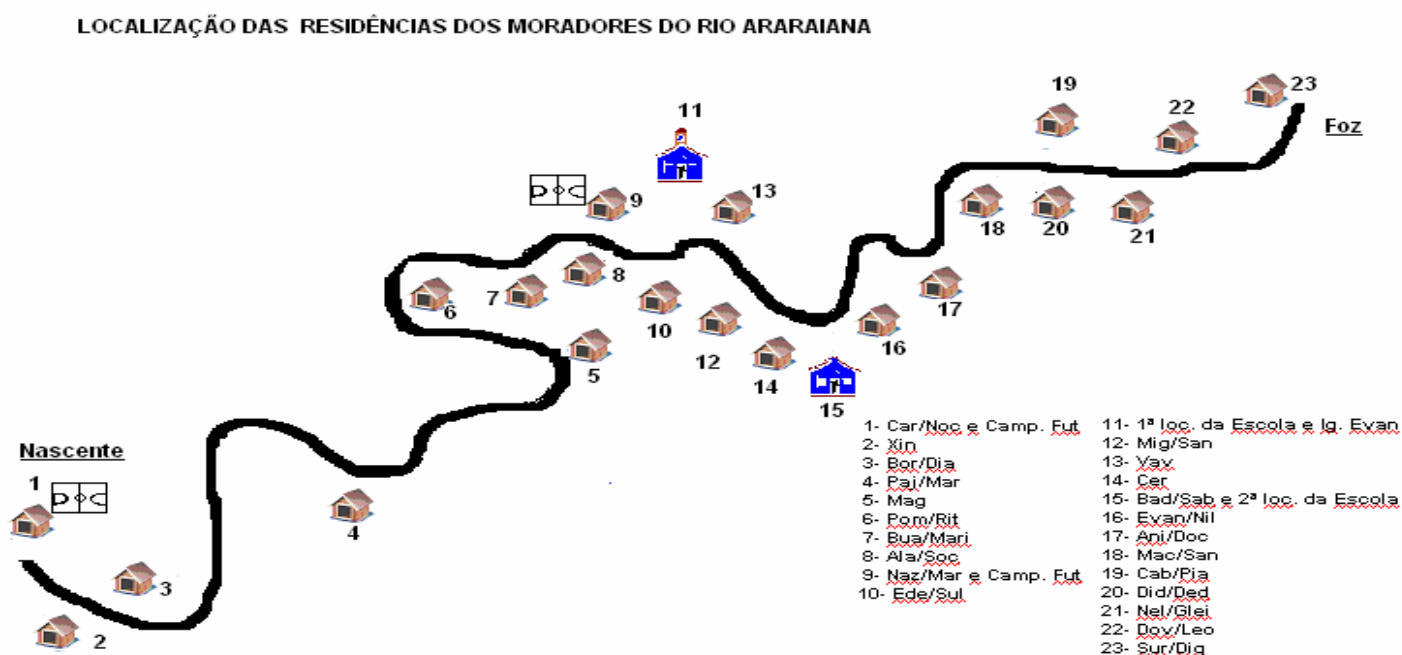 LOCALIZAÇÃO DAS RESIDÊNCIAS DOS MORADORES DO RIO ARARAIANA
19
23
22
11
Foz
13
9
18
20
21
8
7
6
10
17
12
16
5
14
15
Nascente
1
4
3
2
1- Car/Noc e Camp. Fut
2- Xin
3- Bor/Dia
4- Paj/Mar
5- Mag
6- Pom/Rit
7- Bua/Mari
8- Ala/Soc
9- Naz/Mar e Camp. Fut
10- Ede/Sul
11- 1ª loc. da Escola e Ig. Evan
12- Mig/San
13- Vav
14- Cer
15- Bad/Sab e 2ª loc. da Escola
16- Evan/Nil
17- Ani/Doc
18- Mac/San
19- Cab/Pia
20- Did/Ded
21- Nel/Glei
22- Dov/Leo
23- Sur/Dig